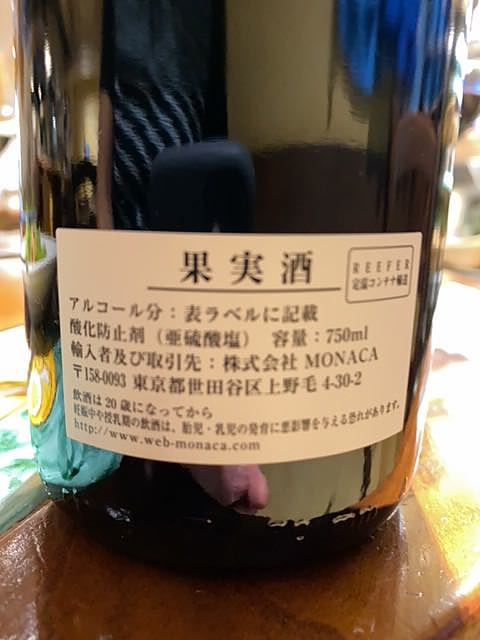 果実酒
REEFER
定温コンテナ輸送
アルコール分：表ラベルに記載
酸化防止剤（亜硫酸塩） 容量：750ml
輸入者及び取引先：株式会社 MONACA
〒158-0093 東京都世田谷区上野毛 4-30-2
飲酒は20歳になってから
妊娠中や授乳期の飲酒は、胎児・乳児の発育に悪影響を与える恐れがあります。
http://www.web-monaca.com